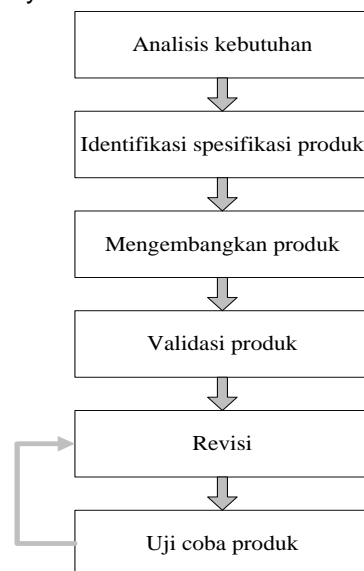 Analisis kebutuhan
Identifikasi spesifikasi produk
Mengembangkan produk
Validasi produk
Revisi
Uji coba produk